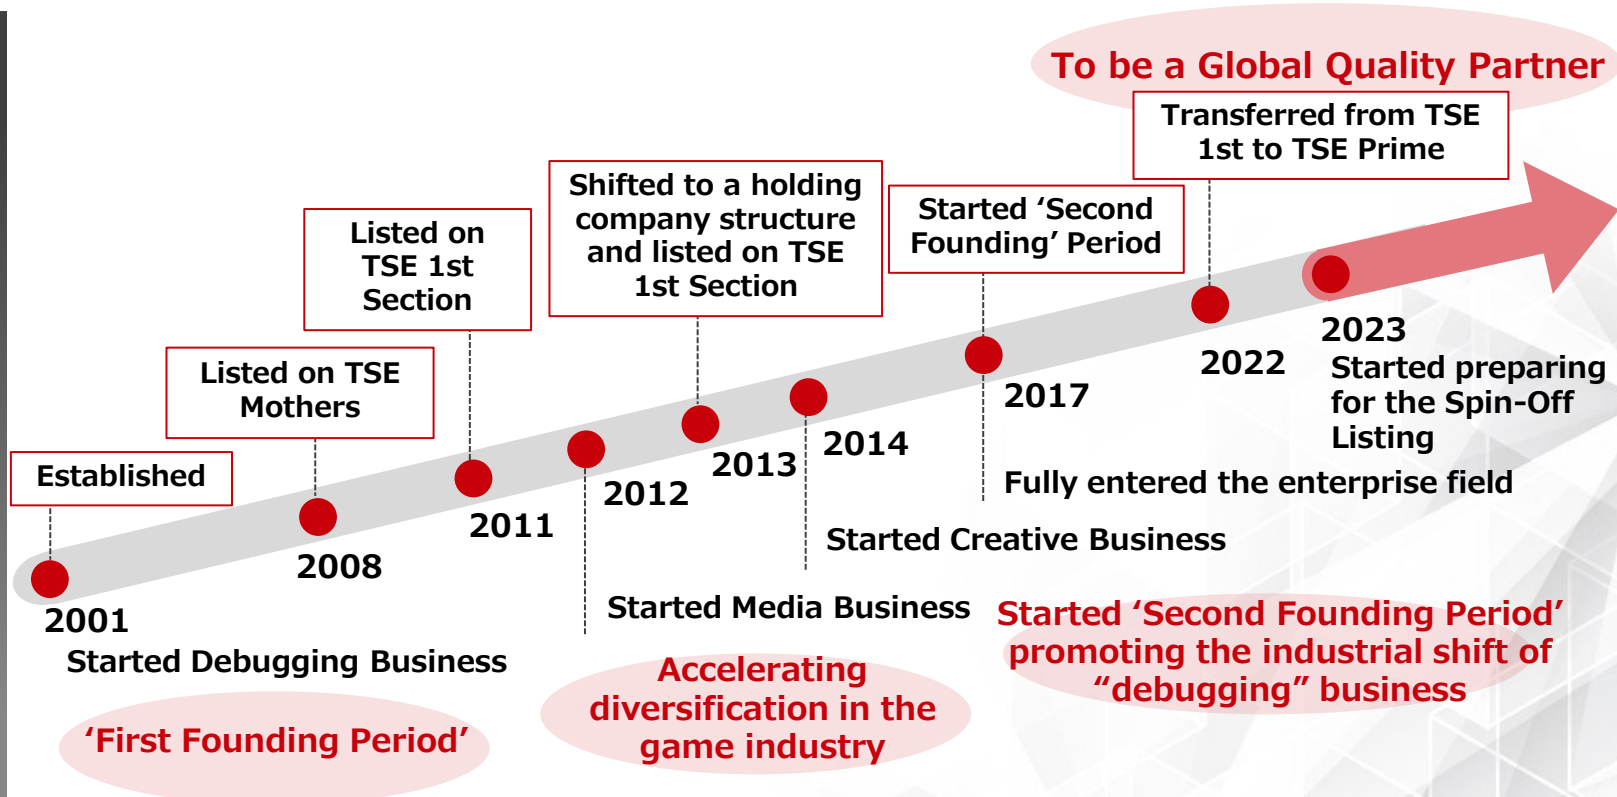 To be a Global Quality Partner
Transferred from TSE
1st to TSE Prime
Shifted to a holding
company structure
and listed on TSE
1st Section
Started ‘Second
Founding’ Period
Listed on
TSE 1st
Section
Listed on TSE
Mothers
Established
2023
Started preparing
for the Spin-Off
Listing
2022
2017
Fully entered the enterprise field
2014
Started Creative Business
2013
2012
Started Media Business
2011
2008
2001
Started Debugging Business
‘First Founding Period’
Accelerating
diversification in the
game industry
Started ‘Second Founding Period’
promoting the industrial shift of
“debugging” business